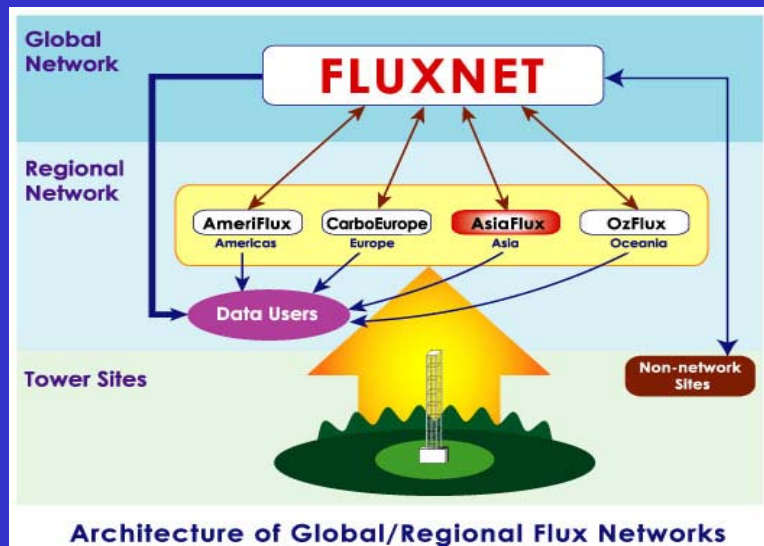 Global
Network
FLUXNET
Regional
Network
AmeriFlux
Americas
CarboEurope
Europe
AsiaFlux
Asia
OzFlux
Oceania
Data Users
Tower Sites
Non-network
Sites
Architecture of Global/Regional Flux Networks